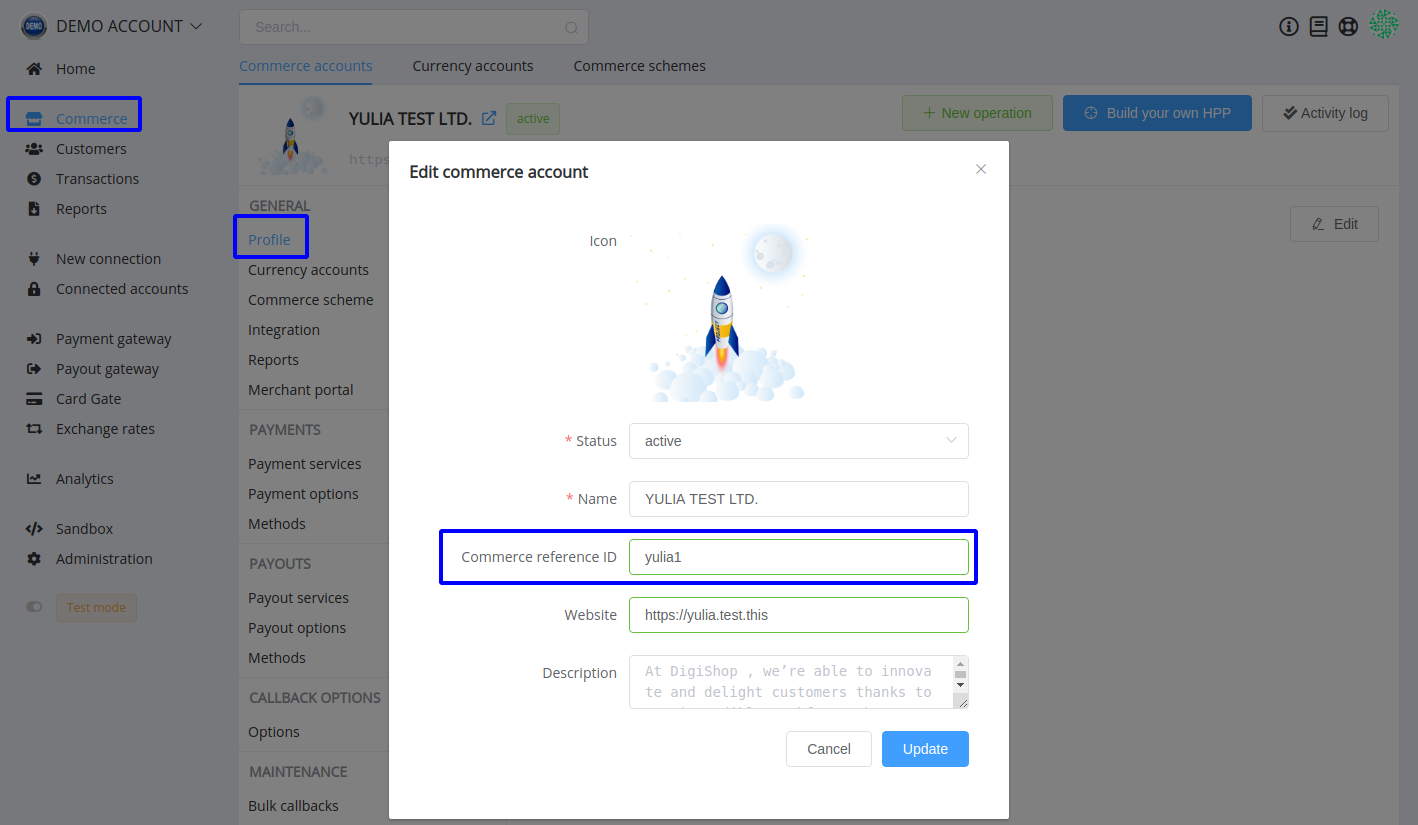 DEMO
DEMO ACCOUNT
Search...
Home
Commerce
Customers
Transactions
Reports
New connection
Connected accounts
Payment gateway
Payout gateway
Card Gate
Exchange rates
Analytics
Sandbox
Administration
Test mode
Commerce accounts
Currency accounts
Commerce schemes
YULIA TEST LTD.
active
https
+ New operation
Build your own HPP
Activity log
GENERAL
Profile
Currency accounts
Commerce scheme
Integration
Reports
Merchant portal
PAYMENTS
Payment services
Payment options
Methods
PAYOUTS
Payout services
Payout options
Methods
CALLBACK OPTIONS
Options
MAINTENANCE
Bulk callbacks
Edit
Edit commerce account
Icon
* Status
active
* Name
YULIA TEST LTD.
Commerce reference ID
yulia1
Website
https://yulia.test.this
Description
At DigiShop , we’re able to innova
te and delight customers thanks to
Cancel
Update